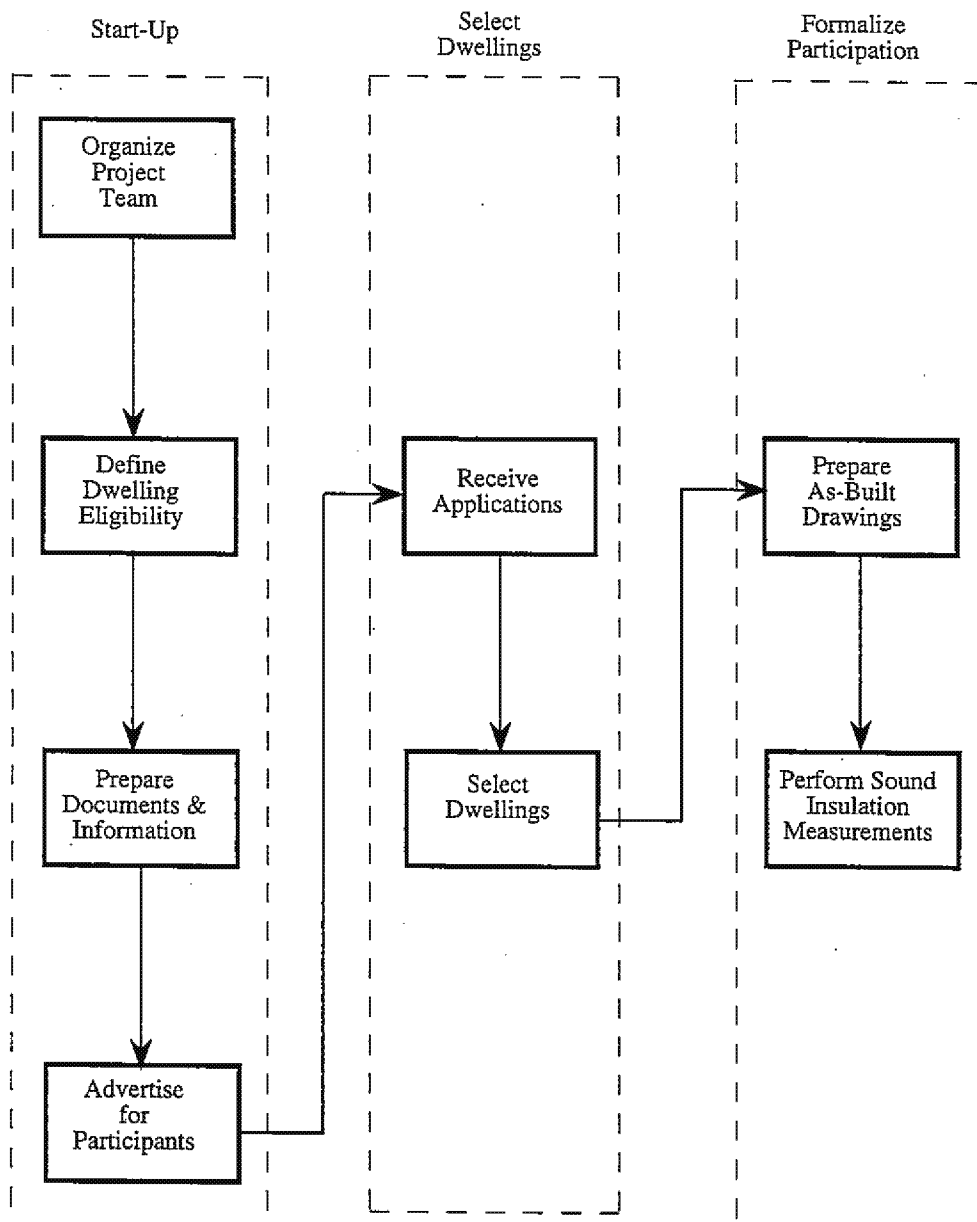 Start-Up
Select
Dwellings
Formalize
Participation
Organize
Project
Team
Define
Dwelling
Eligibility
Prepare
Documents &
Information
Advertise
for
Participants
Receive
Applications
Select
Dwellings
Prepare
As-Built
Drawings
Perform Sound
Insulation
Measurements